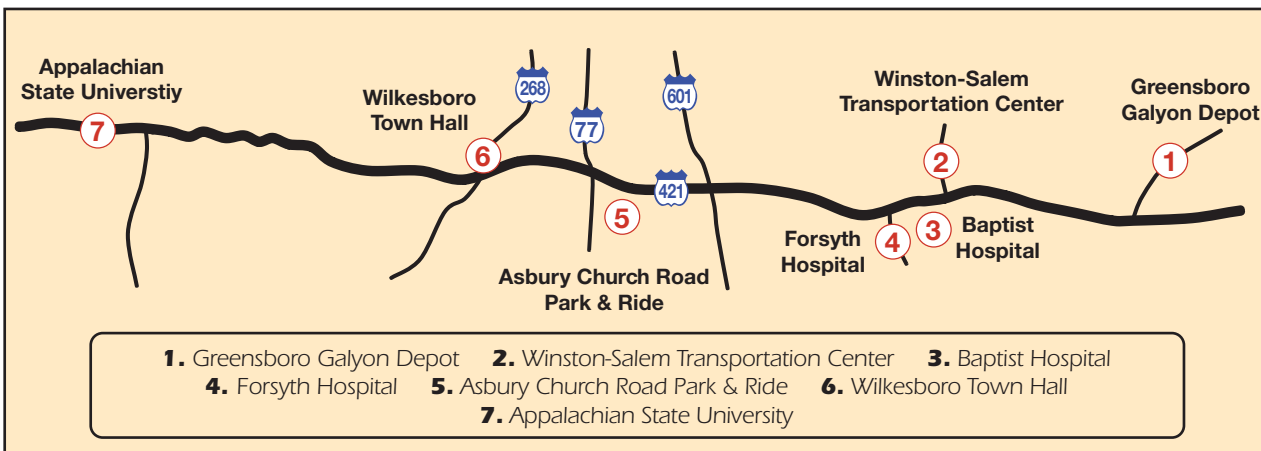 Appalachian
State Universtiy
7
Wilkesboro
Town Hall
6
268
77
601
5
421
Asbury Church Road
Park & Ride
Winston-Salem
Transportation Center
2
Greensboro
Galyon Depot
1
Forsyth
Hospital
4
3
Baptist
Hospital
1. Greensboro Galyon Depot 2. Winston-Salem Transportation Center 3. Baptist Hospital
4. Forsyth Hospital 5. Asbury Church Road Park & Ride 6. Wilkesboro Town Hall
7. Appalachian State University